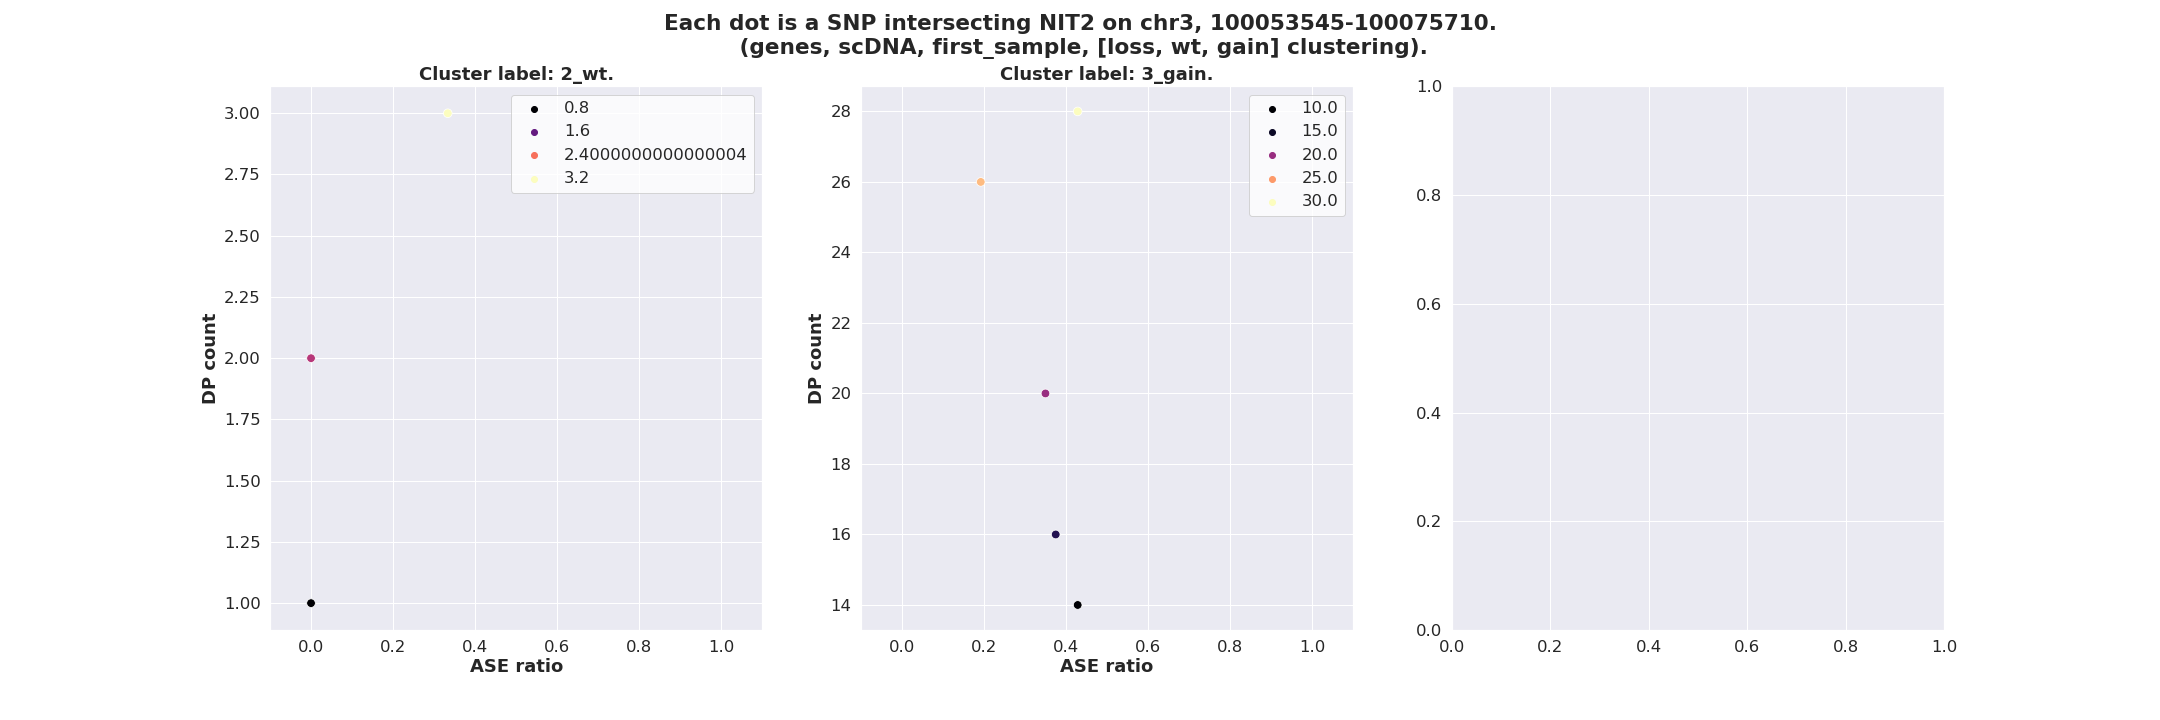 Each dot is a SNP intersecting NIT2 on chr3, 100053545-100075710.
(genes, scDNA, first_sample, [loss, wt, gain] clustering).
Cluster label: 2_wt.
3.00
2.75
2.50
2.25
2.00
1.75
1.50
1.25
1.00
DP count
0.8
1.6
2.4000000000000004
3.2
0.0 0.2 0.4 0.6 0.8 1.0
ASE ratio
Cluster label: 3_gain.
28
26
24
22
20
18
16
14
DP count
10.0
15.0
20.0
25.0
30.0
0.0 0.2 0.4 0.6 0.8 1.0
ASE ratio
1.0
0.8
0.6
0.4
0.2
0.0
0.0 0.2 0.4 0.6 0.8 1.0